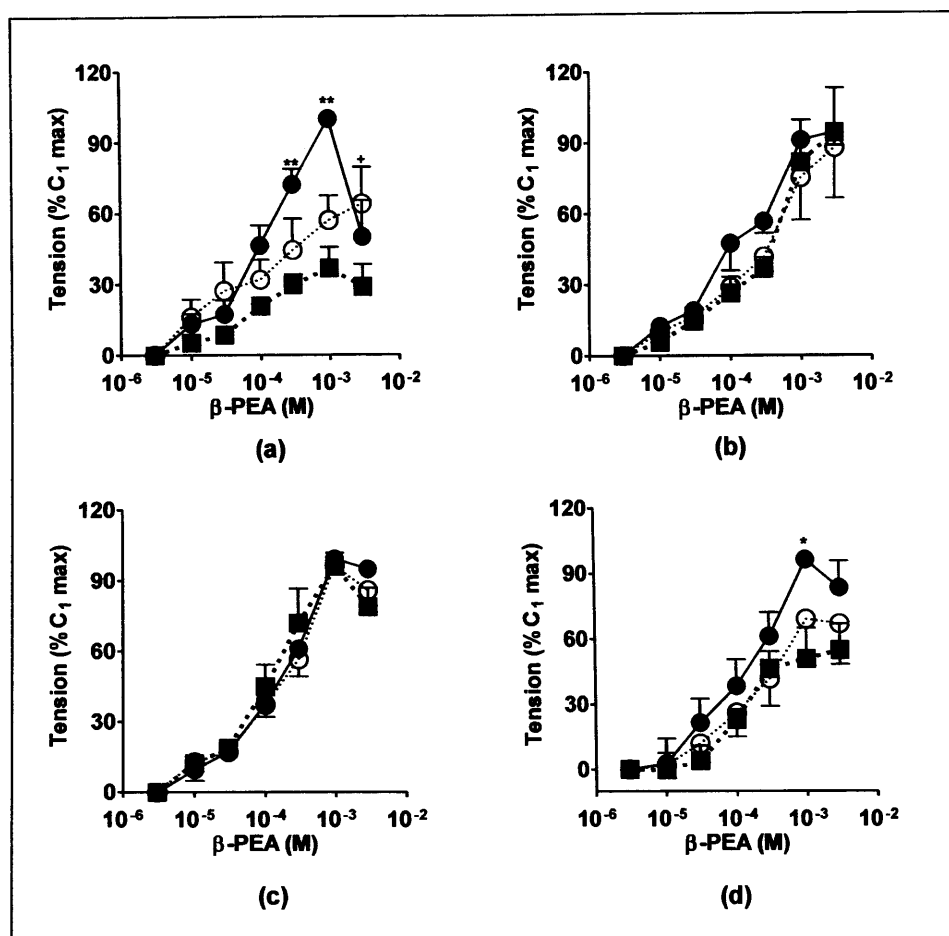 120
**
**
+
90
60
30
0
Tension (% C₁ max)
10⁻⁶ 10⁻⁵ 10⁻⁴ 10⁻³ 10⁻²
β-PEA (M)
(a)
120
90
60
30
0
Tension (% C₁ max)
10⁻⁶ 10⁻⁵ 10⁻⁴ 10⁻³ 10⁻²
β-PEA (M)
(b)
120
90
60
30
0
Tension (% C₁ max)
10⁻⁶ 10⁻⁵ 10⁻⁴ 10⁻³ 10⁻²
β-PEA (M)
(c)
120
*
90
60
30
0
Tension (% C₁ max)
10⁻⁶ 10⁻⁵ 10⁻⁴ 10⁻³ 10⁻²
β-PEA (M)
(d)